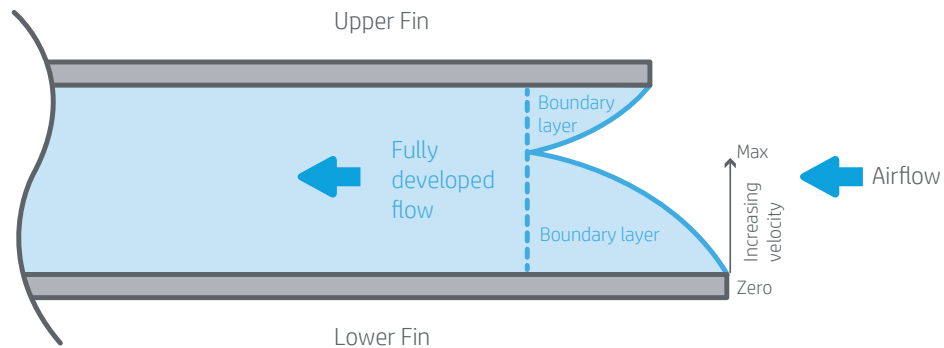 Upper Fin
Boundary
layer
Fully
developed
flow
Max
Airflow
Increasing
velocity
Boundary layer
Zero
Lower Fin